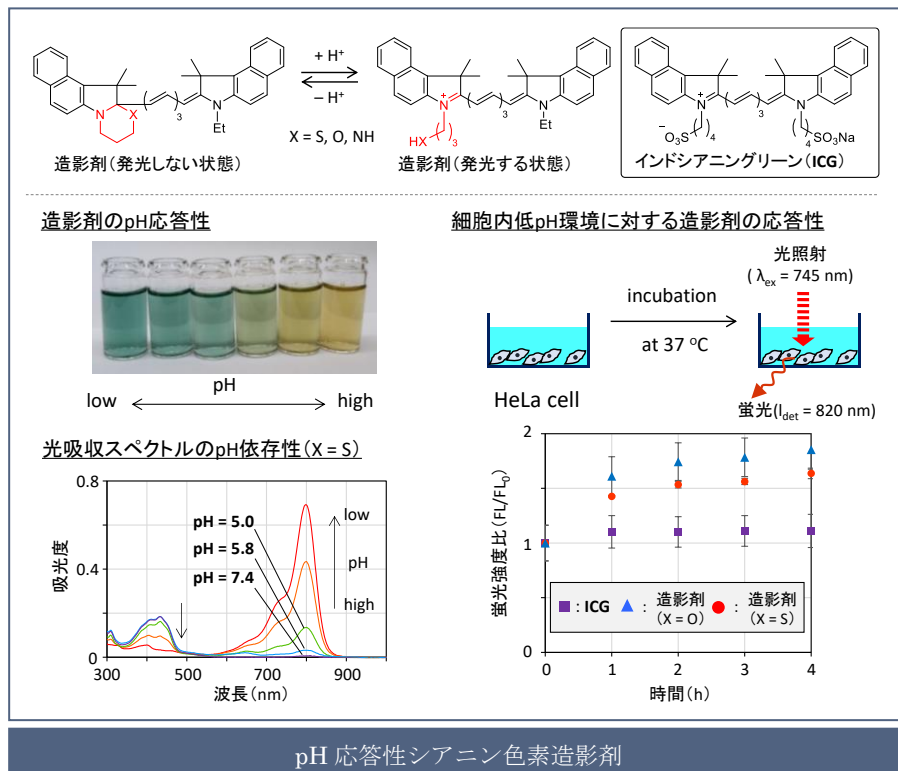 + H⁺
− H⁺
X = S, O, NH
N
X
3
N
Et
造影剤(発光しない状態)
N
+
HX
3
3
N
Et
造影剤(発光する状態)
N
+
⁻O₃S
4
3
N
4
SO₃Na
インドシアニングリーン(ICG)
造影剤のpH応答性
low
pH
high
細胞内低pH環境に対する造影剤の応答性
光照射
( λex = 745 nm)
incubation
at 37 °C
HeLa cell
蛍光(ldet = 820 nm)
光吸収スペクトルのpH依存性(X = S)
吸光度
0.8
0.4
0
300
500
700
900
波長(nm)
pH = 5.0
pH = 5.8
pH = 7.4
low
pH
high
蛍光強度比(FL/FL₀)
2
1
0
0
1
2
3
4
時間(h)
: ICG
: 造影剤
(X = O)
: 造影剤
(X = S)
pH 応答性シアニン色素造影剤